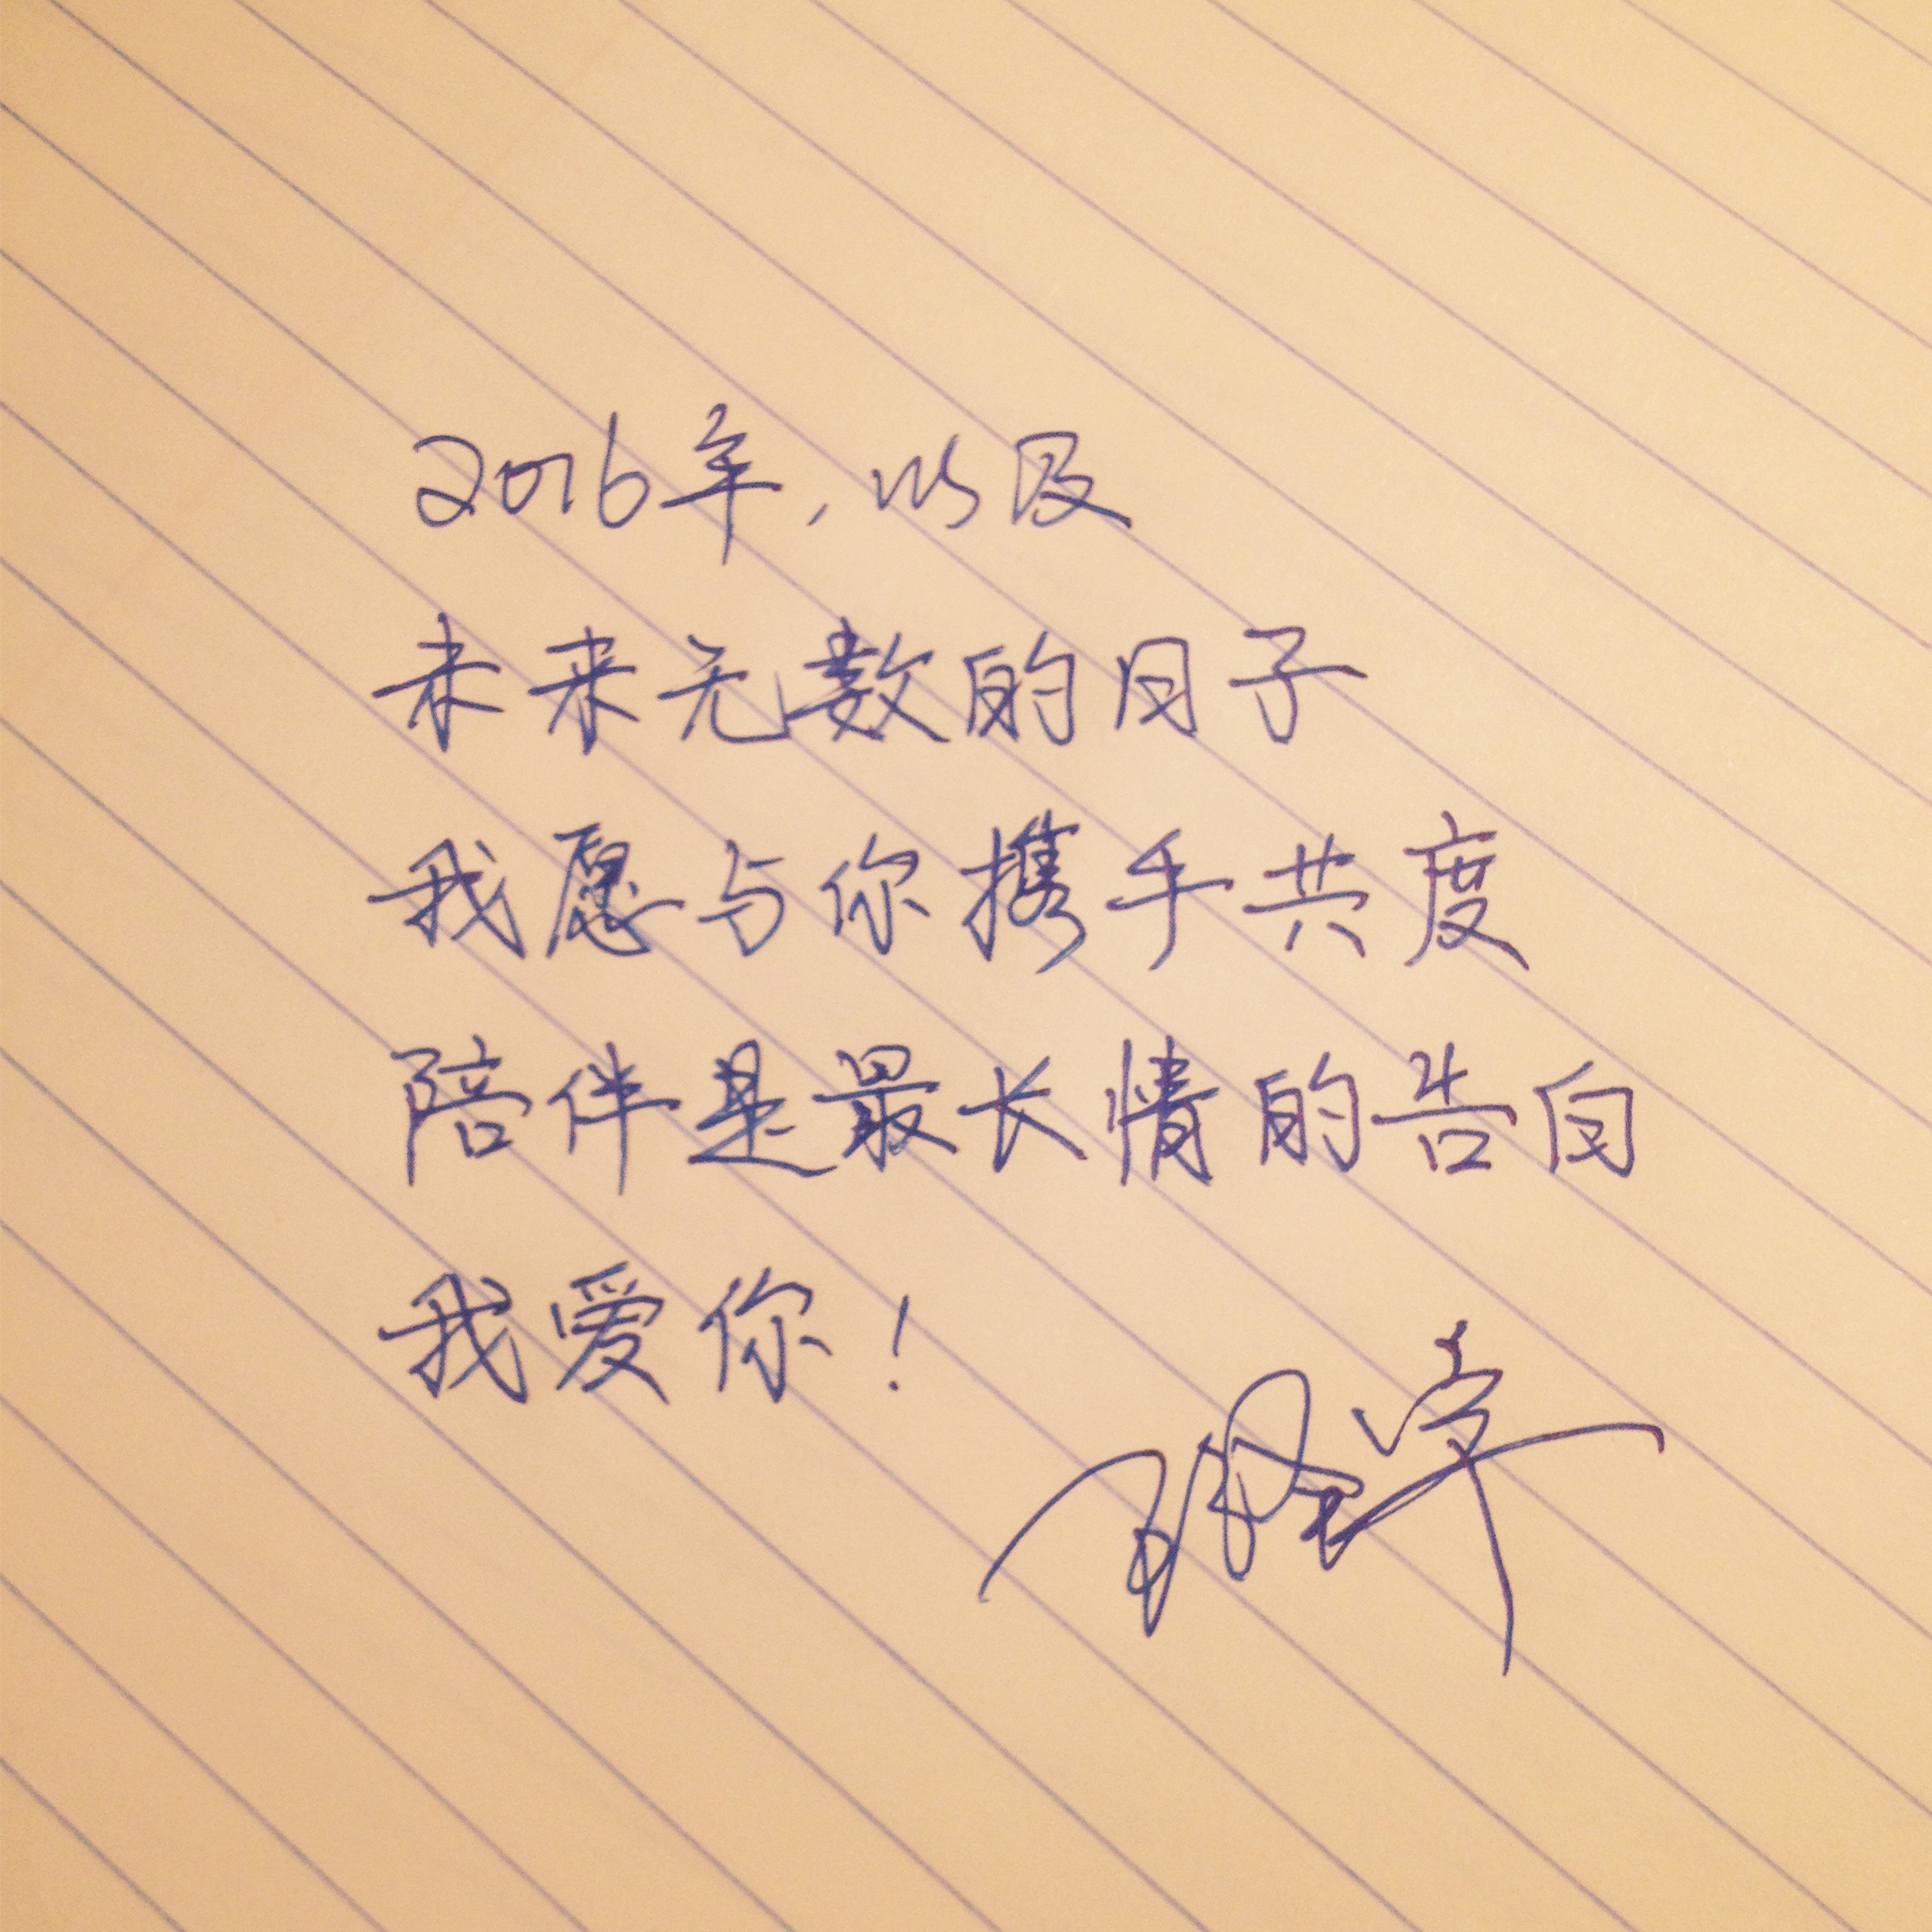 2016年,以及
未来无数的日子
我愿与你携手共度
陪伴是最长情的告白
我爱你!